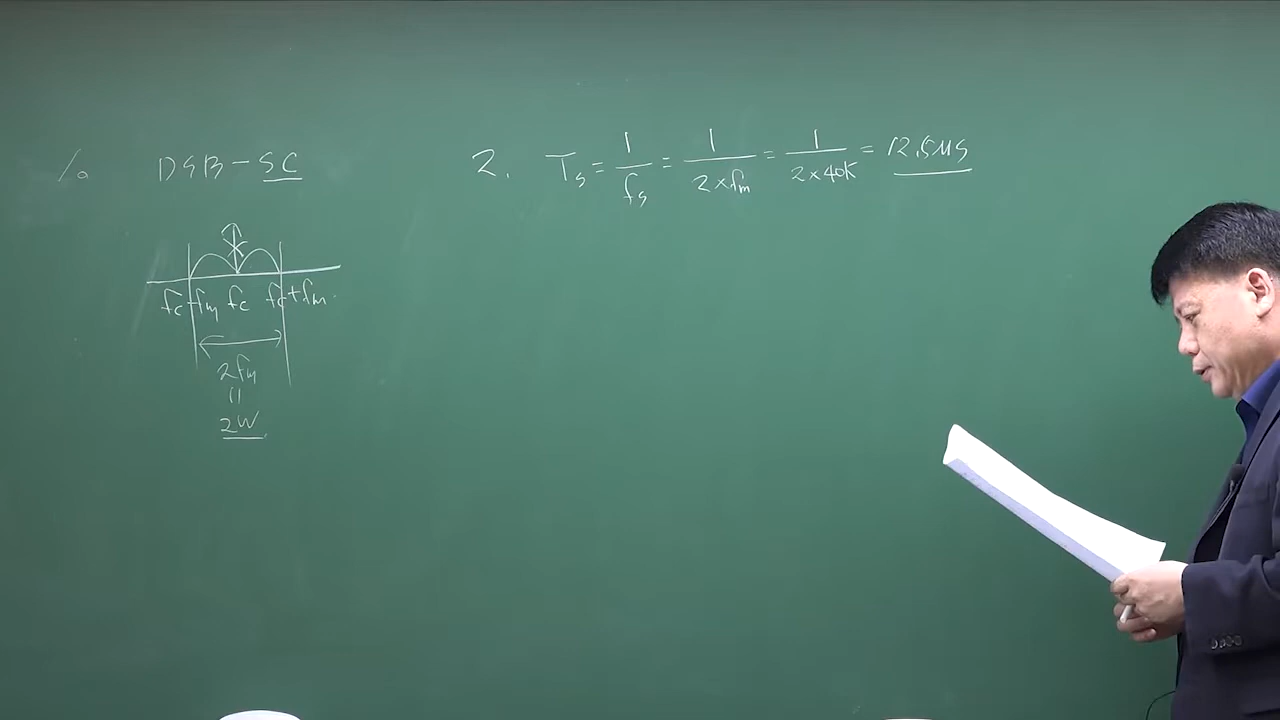 1. DSB-SC
fc-fm fc fc+fm
2fm
||
2W
2. Ts = 1/fs = 1/(2×fm) = 1/(2×40K) = 12.5μs